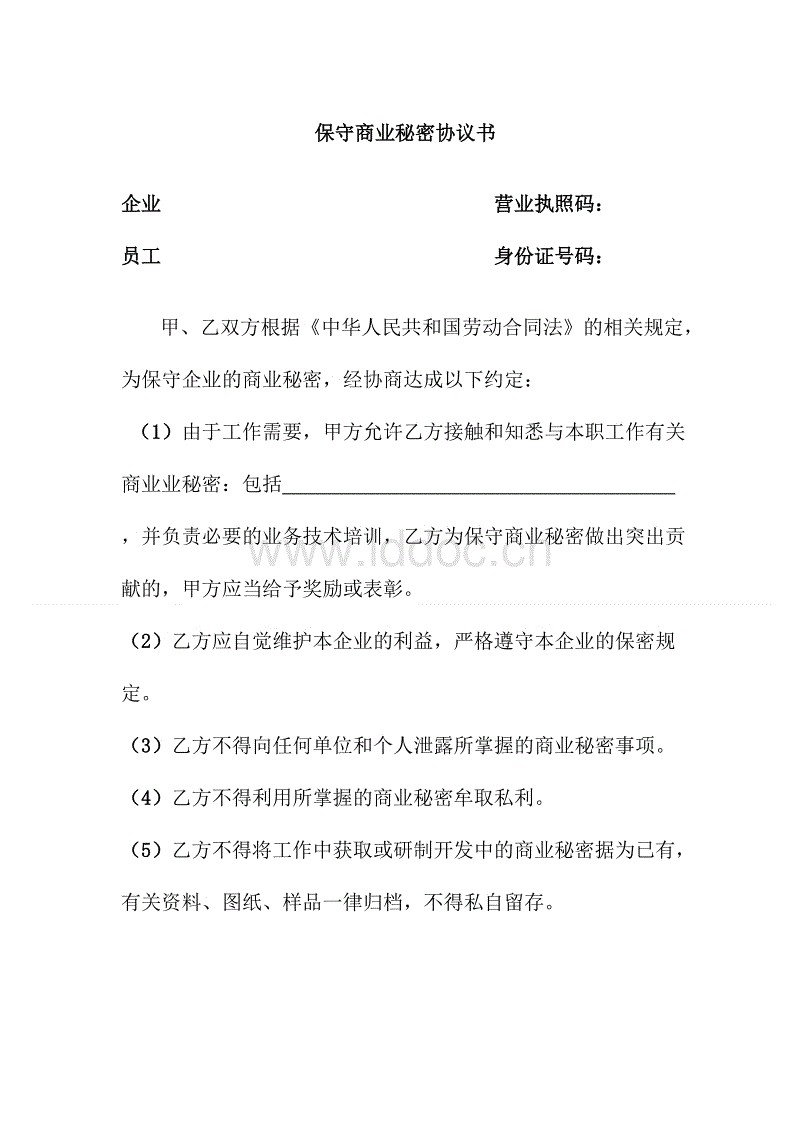 保守商业秘密协议书
企业 营业执照码：
员工 身份证号码：
甲、乙双方根据《中华人民共和国劳动合同法》的相关规定，
为保守企业的商业秘密，经协商达成以下约定：
（1）由于工作需要，甲方允许乙方接触和知悉与本职工作有关
商业业秘密：包括________________________________________
，并负责必要的业务技术培训，乙方为保守商业秘密做出突出贡
www.iddoc.cn
献的，甲方应当给予奖励或表彰。
（2）乙方应自觉维护本企业的利益，严格遵守本企业的保密规
定。
（3）乙方不得向任何单位和个人泄露所掌握的商业秘密事项。
（4）乙方不得利用所掌握的商业秘密牟取私利。
（5）乙方不得将工作中获取或研制开发中的商业秘密据为已有，
有关资料、图纸、样品一律归档，不得私自留存。